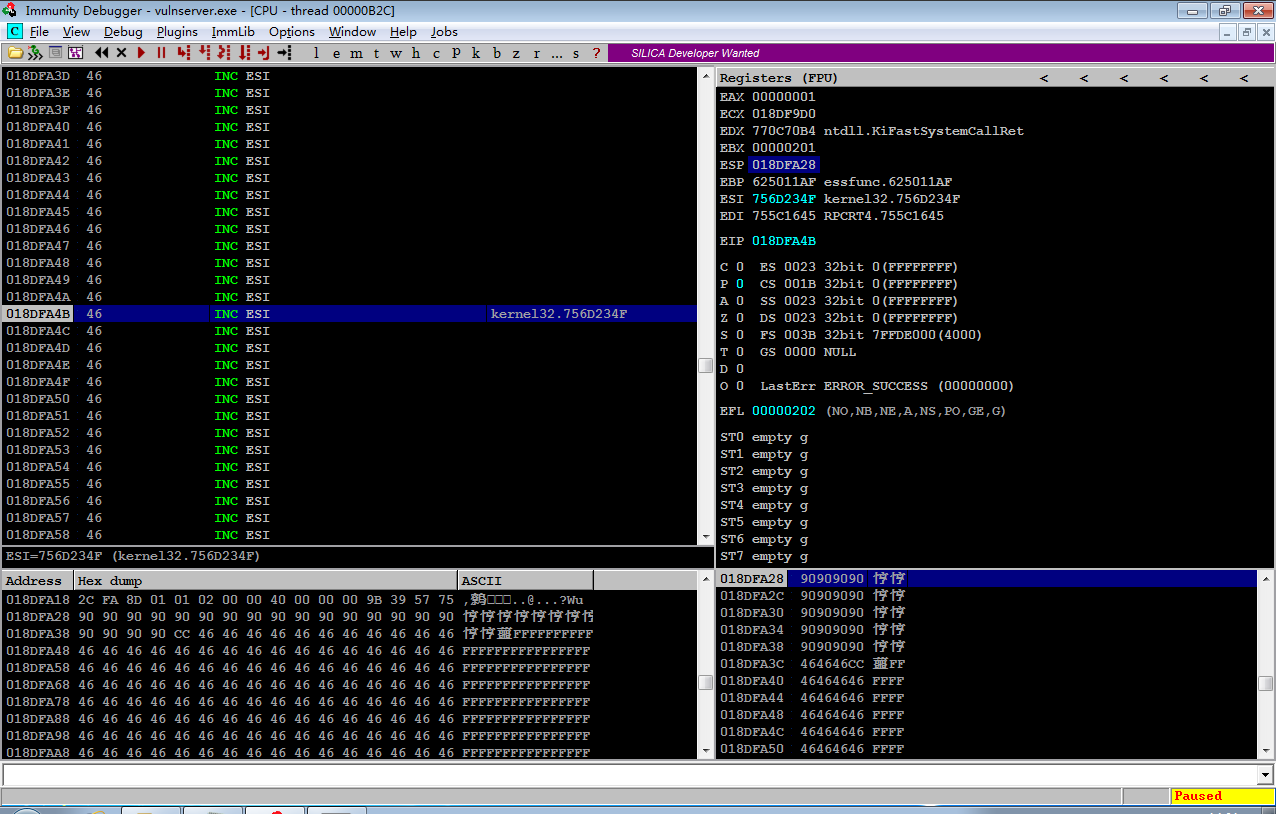 Immunity Debugger - vulnserver.exe - [CPU - thread 00000B2C]
C File View Debug Plugins ImmLib Options Window Help Jobs
l e m t w h c P k b z r ... s ? SILICA Developer Wanted
018DFA3D 46 INC ESI
018DFA3E 46 INC ESI
018DFA3F 46 INC ESI
018DFA40 46 INC ESI
018DFA41 46 INC ESI
018DFA42 46 INC ESI
018DFA43 46 INC ESI
018DFA44 46 INC ESI
018DFA45 46 INC ESI
018DFA46 46 INC ESI
018DFA47 46 INC ESI
018DFA48 46 INC ESI
018DFA49 46 INC ESI
018DFA4A 46 INC ESI
018DFA4B 46 INC ESI kernel32.756D234F
018DFA4C 46 INC ESI
018DFA4D 46 INC ESI
018DFA4E 46 INC ESI
018DFA4F 46 INC ESI
018DFA50 46 INC ESI
018DFA51 46 INC ESI
018DFA52 46 INC ESI
018DFA53 46 INC ESI
018DFA54 46 INC ESI
018DFA55 46 INC ESI
018DFA56 46 INC ESI
018DFA57 46 INC ESI
018DFA58 46 INC ESI
ESI=756D234F (kernel32.756D234F)
Registers (FPU) < < < < < <
EAX 00000001
ECX 018DF9D0
EDX 770C70B4 ntdll.KiFastSystemCallRet
EBX 00000201
ESP 018DFA28
EBP 625011AF essfunc.625011AF
ESI 756D234F kernel32.756D234F
EDI 755C1645 RPCRT4.755C1645
EIP 018DFA4B
C 0 ES 0023 32bit 0(FFFFFFFF)
P 0 CS 001B 32bit 0(FFFFFFFF)
A 0 SS 0023 32bit 0(FFFFFFFF)
Z 0 DS 0023 32bit 0(FFFFFFFF)
S 0 FS 003B 32bit 7FFDE000(4000)
T 0 GS 0000 NULL
D 0
O 0 LastErr ERROR_SUCCESS (00000000)
EFL 00000202 (NO,NB,NE,A,NS,PO,GE,G)
ST0 empty g
ST1 empty g
ST2 empty g
ST3 empty g
ST4 empty g
ST5 empty g
ST6 empty g
ST7 empty g
Address Hex dump ASCII
018DFA18 2C FA 8D 01 01 02 00 00 40 00 00 00 9B 39 57 75 ,鷯□□□..@...?Wu
018DFA28 90 90 90 90 90 90 90 90 90 90 90 90 90 90 90 90 悙悙悙悙悙悙悙悙
018DFA38 90 90 90 90 CC 46 46 46 46 46 46 46 46 46 46 46 悙悙蘁FFFFFFFFFF
018DFA48 46 46 46 46 46 46 46 46 46 46 46 46 46 46 46 46 FFFFFFFFFFFFFFFF
018DFA58 46 46 46 46 46 46 46 46 46 46 46 46 46 46 46 46 FFFFFFFFFFFFFFFF
018DFA68 46 46 46 46 46 46 46 46 46 46 46 46 46 46 46 46 FFFFFFFFFFFFFFFF
018DFA78 46 46 46 46 46 46 46 46 46 46 46 46 46 46 46 46 FFFFFFFFFFFFFFFF
018DFA88 46 46 46 46 46 46 46 46 46 46 46 46 46 46 46 46 FFFFFFFFFFFFFFFF
018DFA98 46 46 46 46 46 46 46 46 46 46 46 46 46 46 46 46 FFFFFFFFFFFFFFFF
018DFAA8 46 46 46 46 46 46 46 46 46 46 46 46 46 46 46 46 FFFFFFFFFFFFFFFF
018DFA28 90909090 悙悙
018DFA2C 90909090 悙悙
018DFA30 90909090 悙悙
018DFA34 90909090 悙悙
018DFA38 90909090 悙悙
018DFA3C 464646CC 蘁FF
018DFA40 46464646 FFFF
018DFA44 46464646 FFFF
018DFA48 46464646 FFFF
018DFA4C 46464646 FFFF
018DFA50 46464646 FFFF
Paused